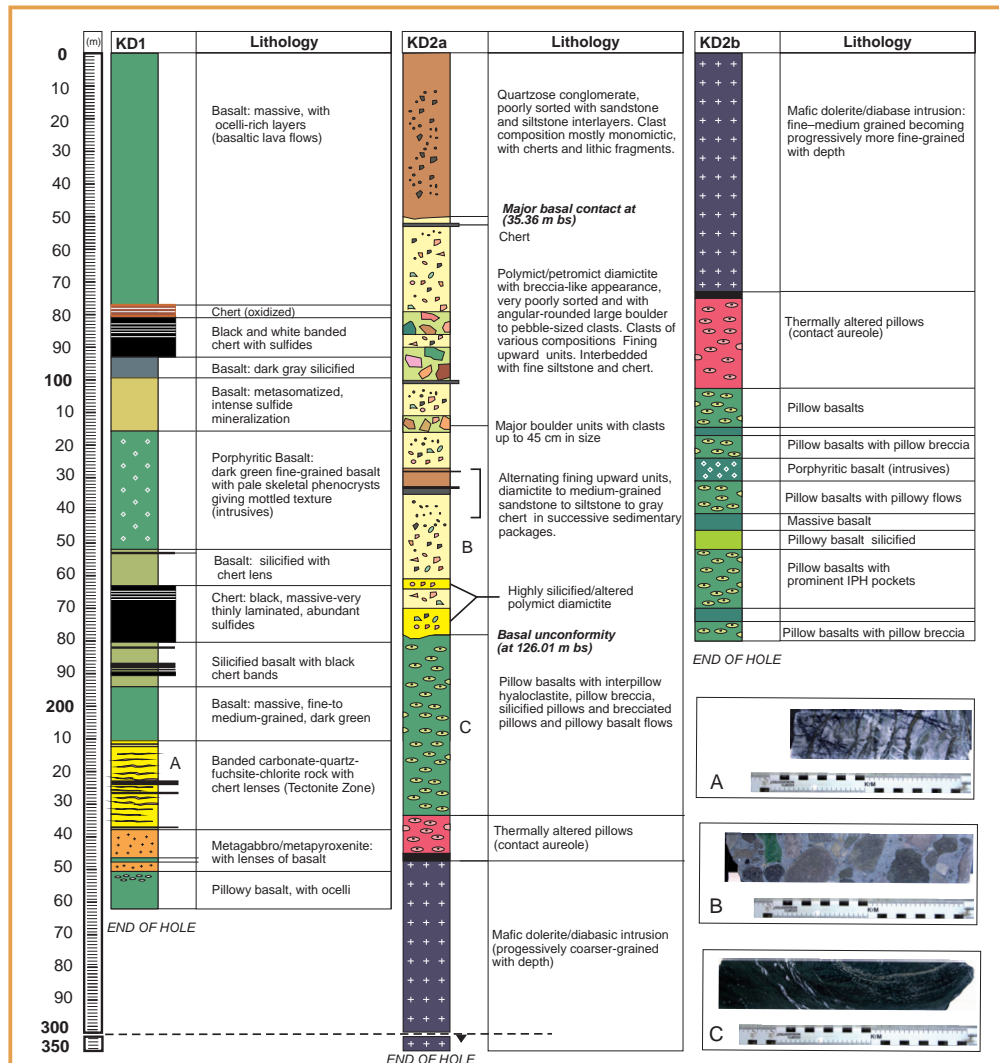 (m)
KD1
Lithology
KD2a
Lithology
KD2b
Lithology
0
10
20
30
40
50
60
70
80
90
100
10
20
30
40
50
60
70
80
90
200
10
20
30
40
50
60
70
80
90
300
350
Basalt: massive, with
ocelli-rich layers
(basaltic lava flows)
Chert (oxidized)
Black and white banded
chert with sulfides
Basalt: dark gray silicified
Basalt: metasomatized,
intense sulfide
mineralization
Porphyritic Basalt:
dark green fine-grained basalt
with pale skeletal phenocrysts
giving mottled texture
(intrusives)
Basalt: silicified with
chert lens
Chert: black, massive-very
thinly laminated, abundant
sulfides
Silicified basalt with black
chert bands
Basalt: massive, fine-to
medium-grained, dark green
A
Banded carbonate-quartz-
fuchsite-chlorite rock with
chert lenses (Tectonite Zone)
Metagabbro/metapyroxenite:
with lenses of basalt
Pillowy basalt, with ocelli
END OF HOLE
Quartzose conglomerate,
poorly sorted with sandstone
and siltstone interlayers. Clast
composition mostly monomictic,
with cherts and lithic fragments.
Major basal contact at
(35.36 m bs)
Chert
Polymict/petromict diamictite
with breccia-like appearance,
very poorly sorted and with
angular-rounded large boulder
to pebble-sized clasts. Clasts of
various compositions Fining
upward units. Interbedded
with fine siltstone and chert.
Major boulder units with clasts
up to 45 cm in size
Alternating fining upward units,
diamictite to medium-grained
sandstone to siltstone to gray
chert in successive sedimentary
packages.
B
Highly silicified/altered
polymict diamictite
Basal unconformity
(at 126.01 m bs)
Pillow basalts with interpillow
hyaloclastite, pillow breccia,
silicified pillows and brecciated
pillows and pillowy basalt flows
C
Thermally altered pillows
(contact aureole)
Mafic dolerite/diabasic intrusion
(progessively coarser-grained
with depth)
END OF HOLE
Mafic dolerite/diabase intrusion:
fine–medium grained becoming
progressively more fine-grained
with depth
Thermally altered pillows
(contact aureole)
Pillow basalts
Pillow basalts with pillow breccia
Porphyritic basalt (intrusives)
Pillow basalts with pillowy flows
Massive basalt
Pillowy basalt silicified
Pillow basalts with
prominent IPH pockets
Pillow basalts with pillow breccia
END OF HOLE
A
K/M
B
K/M
C
K/M